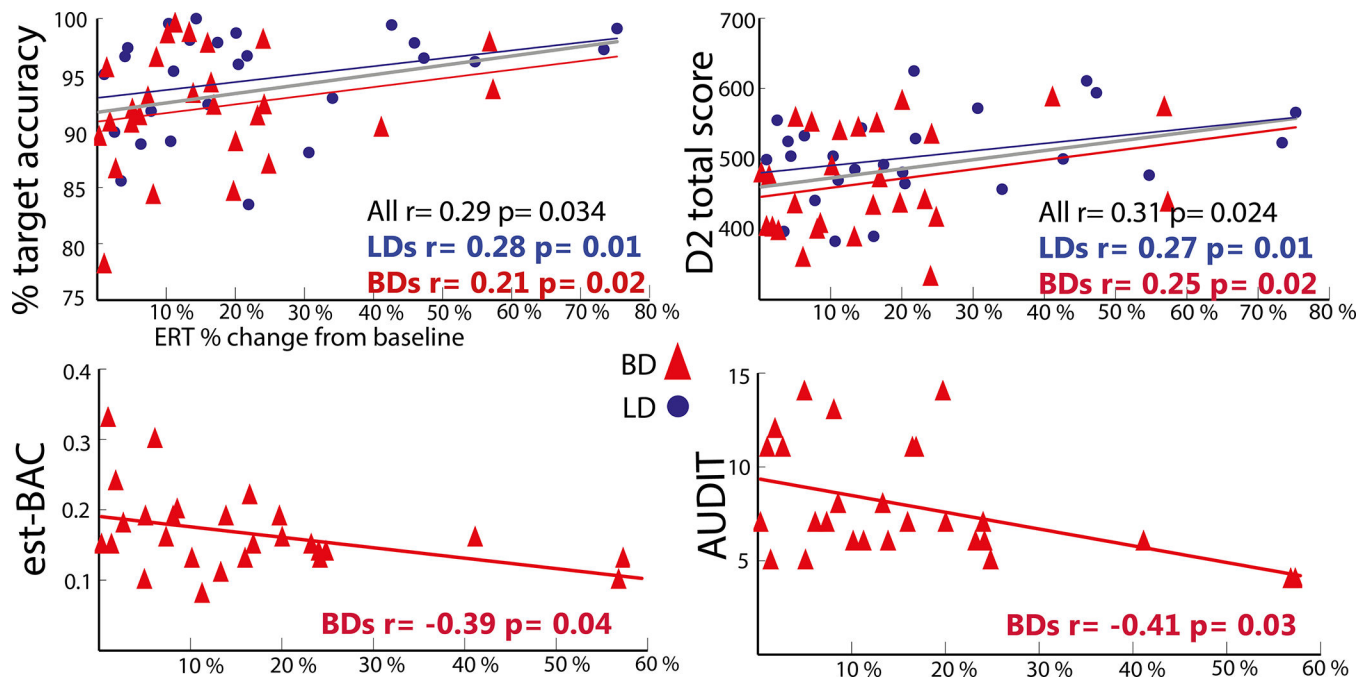 % target accuracy
100
95
90
85
80
75
All r= 0.29 p= 0.034
LDs r= 0.28 p= 0.01
BDs r= 0.21 p= 0.02
10 % 20 % 30 % 40 % 50 % 60 % 70 % 80 %
ERT % change from baseline
D2 total score
700
600
500
400
All r= 0.31 p= 0.024
LDs r= 0.27 p= 0.01
BDs r= 0.25 p= 0.02
10 % 20 % 30 % 40 % 50 % 60 % 70 % 80 %
BD
LD
est-BAC
0.4
0.3
0.2
0.1
BDs r= -0.39 p= 0.04
10 % 20 % 30 % 40 % 50 % 60 %
AUDIT
15
10
5
BDs r= -0.41 p= 0.03
10 % 20 % 30 % 40 % 50 % 60 %